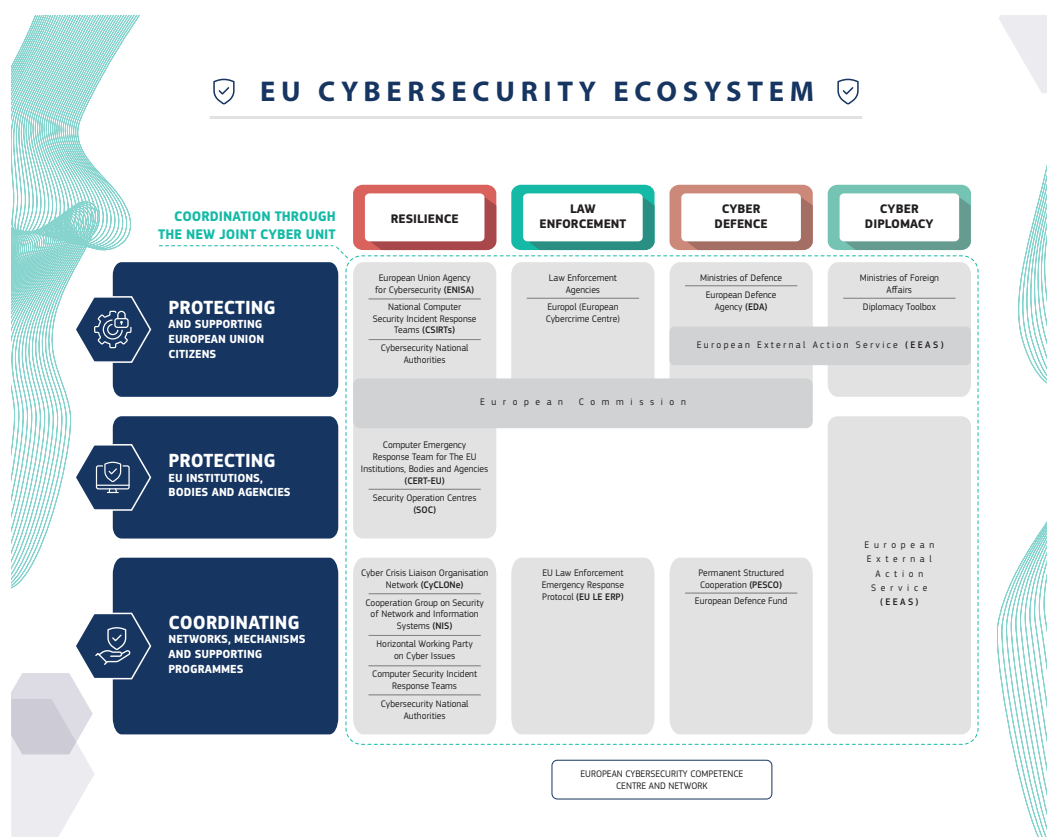 EU CYBERSECURITY ECOSYSTEM
COORDINATION THROUGH
THE NEW JOINT CYBER UNIT
RESILIENCE
LAW
ENFORCEMENT
CYBER
DEFENCE
CYBER
DIPLOMACY
PROTECTING
AND SUPPORTING
EUROPEAN UNION
CITIZENS
European Union Agency
for Cybersecurity (ENISA)
National Computer
Security Incident Response
Teams (CSIRTs)
Cybersecurity National
Authorities
Law Enforcement
Agencies
Europol (European
Cybercrime Centre)
Ministries of Defence
European Defence
Agency (EDA)
Ministries of Foreign
Affairs
Diplomacy Toolbox
European External Action Service (EEAS)
European Commission
PROTECTING
EU INSTITUTIONS,
BODIES AND AGENCIES
Computer Emergency
Response Team for The EU
Institutions, Bodies and Agencies
(CERT-EU)
Security Operation Centres
(SOC)
European
External
Action
Service
(EEAS)
COORDINATING
NETWORKS, MECHANISMS
AND SUPPORTING
PROGRAMMES
Cyber Crisis Liaison Organisation
Network (CyCLONe)
Cooperation Group on Security
of Network and Information
Systems (NIS)
Horizontal Working Party
on Cyber Issues
Computer Security Incident
Response Teams
Cybersecurity National
Authorities
EU Law Enforcement
Emergency Response
Protocol (EU LE ERP)
Permanent Structured
Cooperation (PESCO)
European Defence Fund
EUROPEAN CYBERSECURITY COMPETENCE
CENTRE AND NETWORK